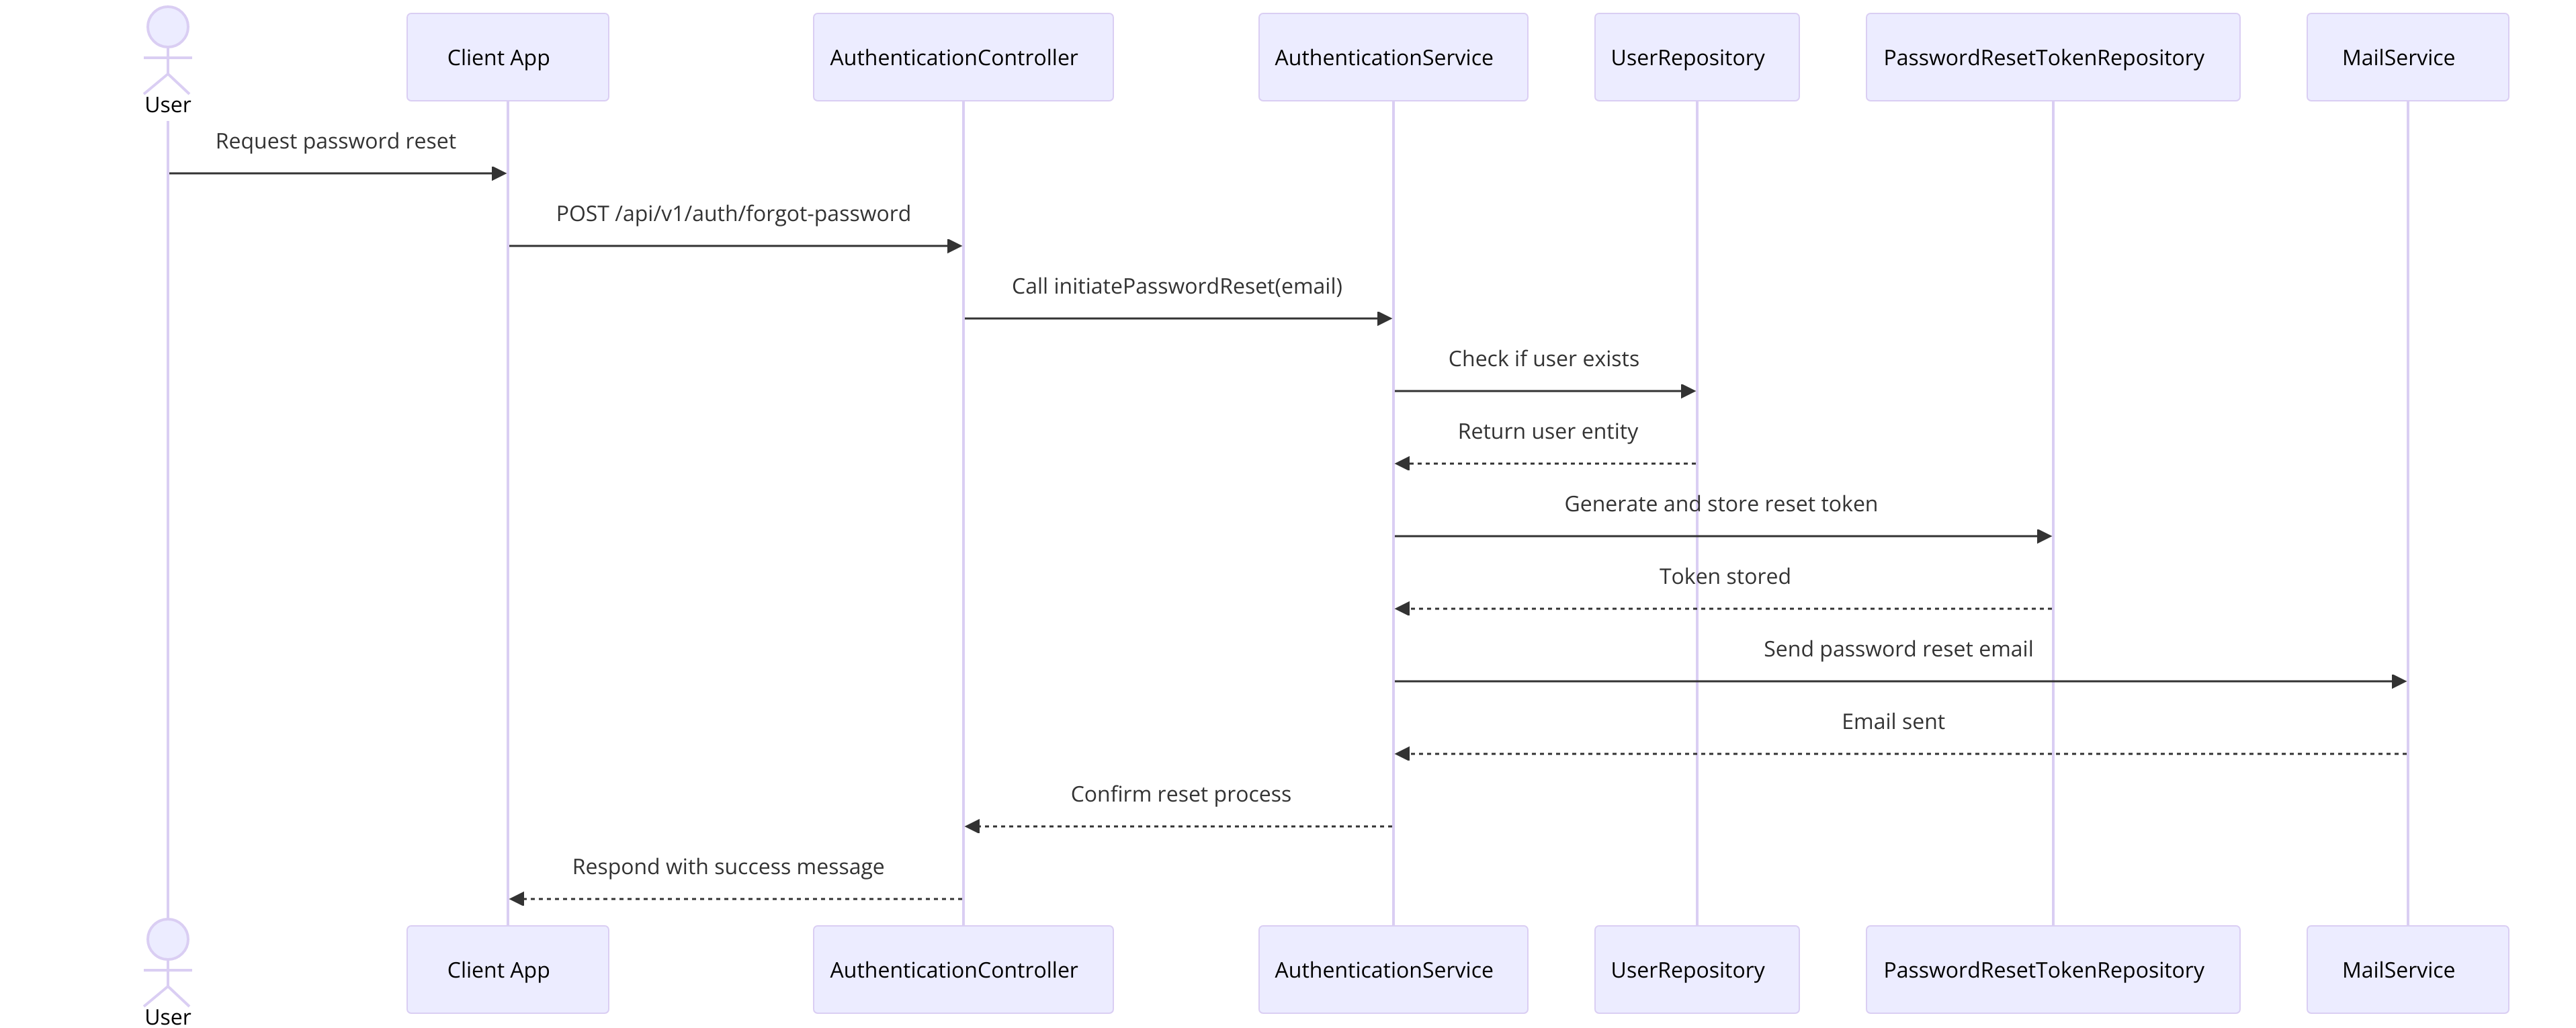 User
Client App
AuthenticationController
AuthenticationService
UserRepository
PasswordResetTokenRepository
MailService
Request password reset
POST /api/v1/auth/forgot-password
Call initiatePasswordReset(email)
Check if user exists
Return user entity
Generate and store reset token
Token stored
Send password reset email
Email sent
Confirm reset process
Respond with success message
User
Client App
AuthenticationController
AuthenticationService
UserRepository
PasswordResetTokenRepository
MailService